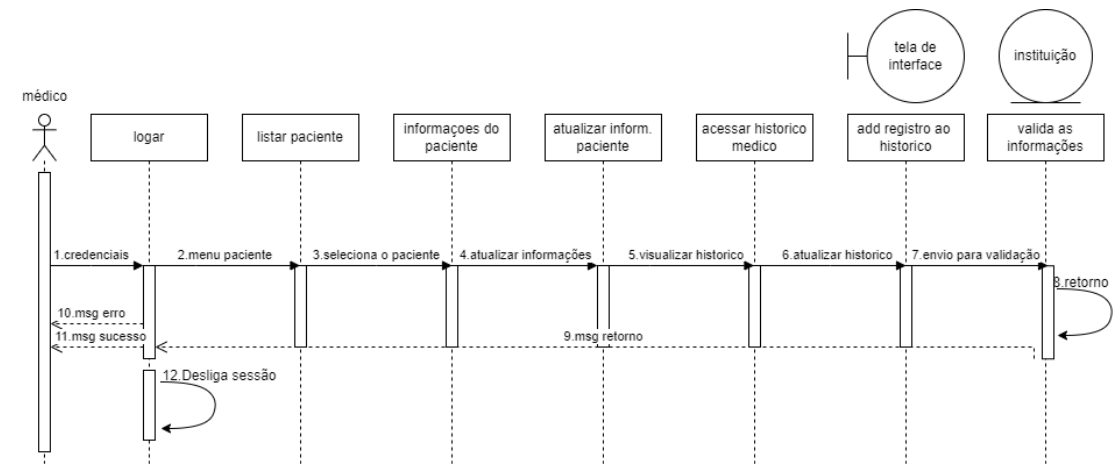 tela de
interface
instituição
médico
logar
listar paciente
informaçoes do
paciente
atualizar inform.
paciente
acessar historico
medico
add registro ao
historico
valida as
informações
1.credenciais
2.menu paciente
3.seleciona o paciente
4.atualizar informações
5.visualizar historico
6.atualizar historico
7.envio para validação
8.retorno
10.msg erro
11.msg sucesso
9.msg retorno
12.Desliga sessão